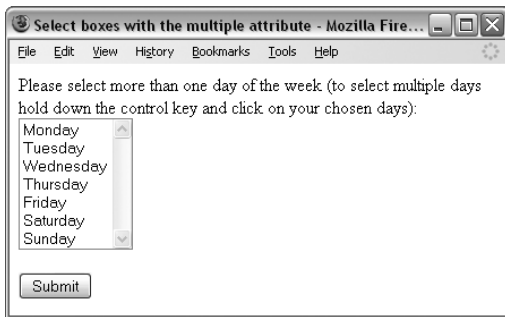 Select boxes with the multiple attribute - Mozilla Fire...
File Edit View History Bookmarks Tools Help
Please select more than one day of the week (to select multiple days
hold down the control key and click on your chosen days):
Monday
Tuesday
Wednesday
Thursday
Friday
Saturday
Sunday
Submit